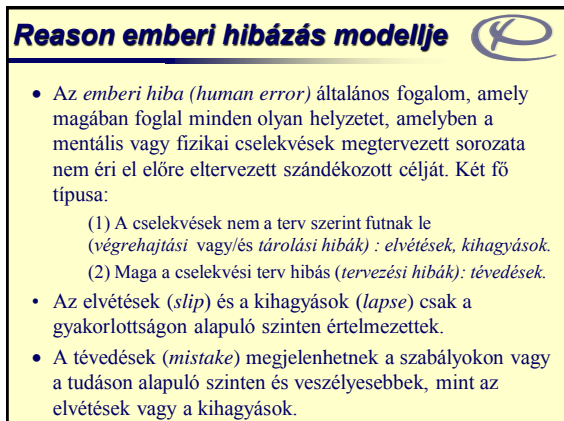 Reason emberi hibázás modellje
• Az emberi hiba (human error) általános fogalom, amely
magában foglal minden olyan helyzetet, amelyben a
mentális vagy fizikai cselekvések megtervezett sorozata
nem éri el előre eltervezett szándékozott célját. Két fő
típusa:
(1) A cselekvések nem a terv szerint futnak le
(végrehajtási vagy/és tárolási hibák) : elvétések, kihagyások.
(2) Maga a cselekvési terv hibás (tervezési hibák): tévedések.
• Az elvétések (slip) és a kihagyások (lapse) csak a
gyakorlottságon alapuló szinten értelmezettek.
• A tévedések (mistake) megjelenhetnek a szabályokon vagy
a tudáson alapuló szinten és veszélyesebbek, mint az
elvétések vagy a kihagyások.